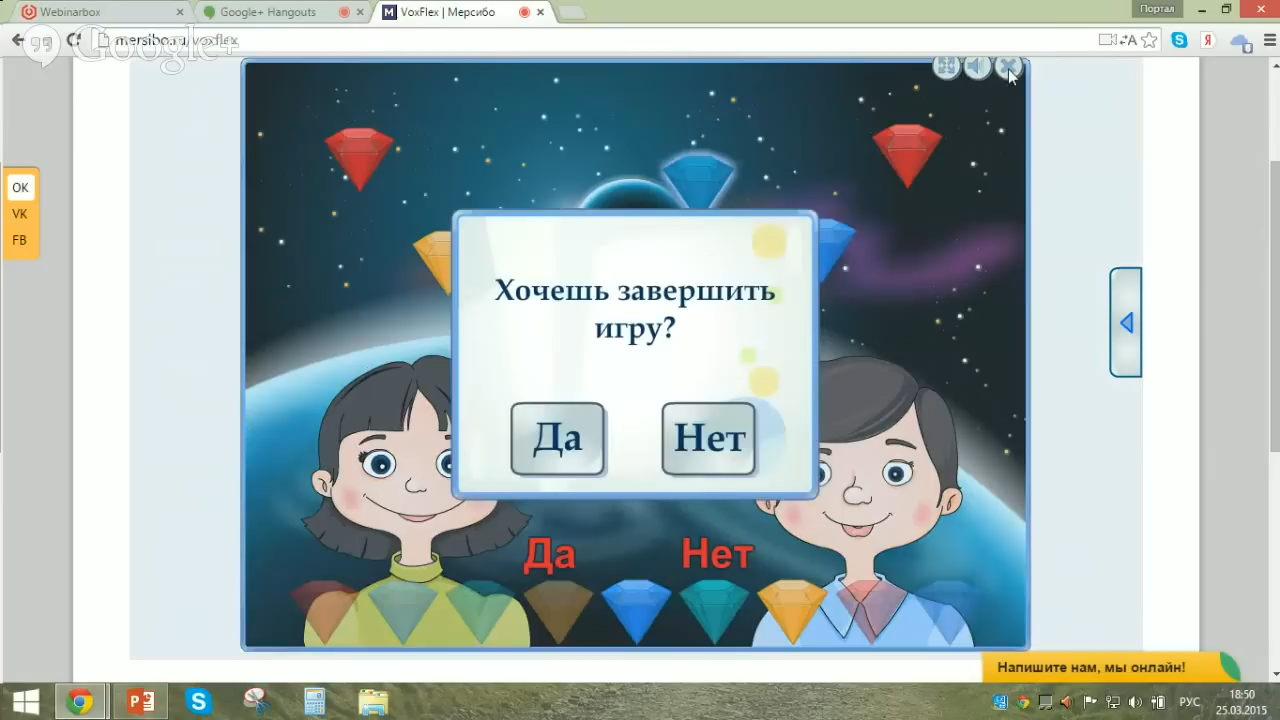 Webinarbox
Google+ Hangouts
VoxFlex | Мерсибо
Портал
mersibo.ru/voxflex
Google+
OK
VK
FB
Хочешь завершить
игру?
Да
Нет
Да
Нет
Напишите нам, мы онлайн!
РУС
18:50
25.03.2015